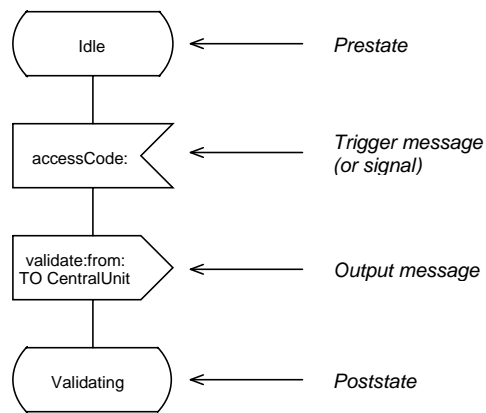 Idle
Prestate
accessCode:
Trigger message
(or signal)
validate:from:
TO CentralUnit
Output message
Validating
Poststate